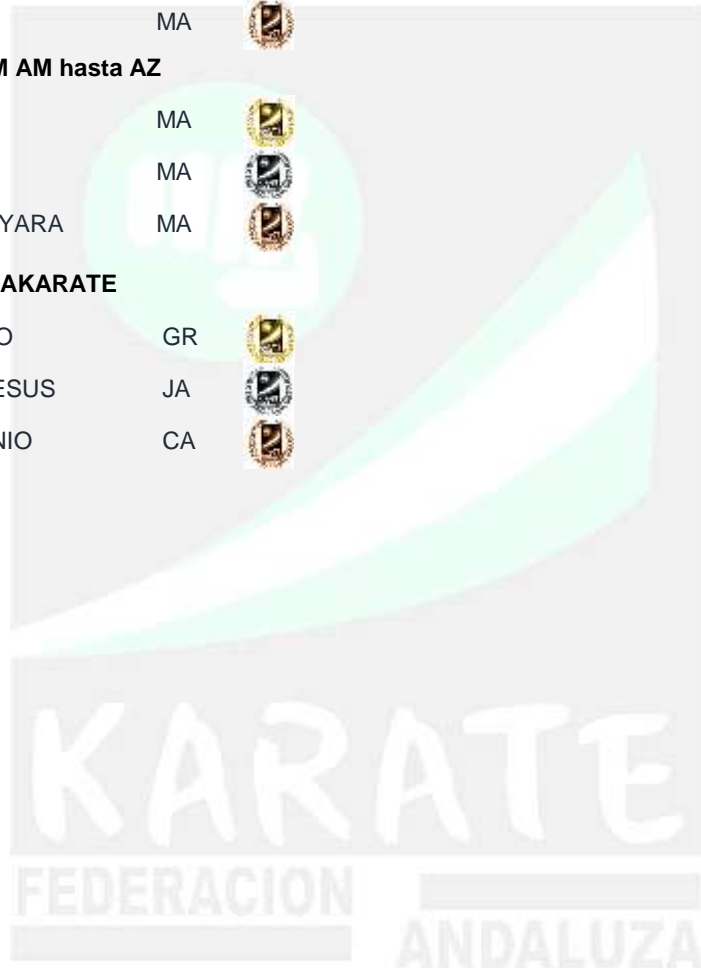 MA
M AM hasta AZ
MA
MA
YARA MA
AKARATE
O GR
ESUS JA
NIO CA
KARATE
FEDERACION
ANDALUZA